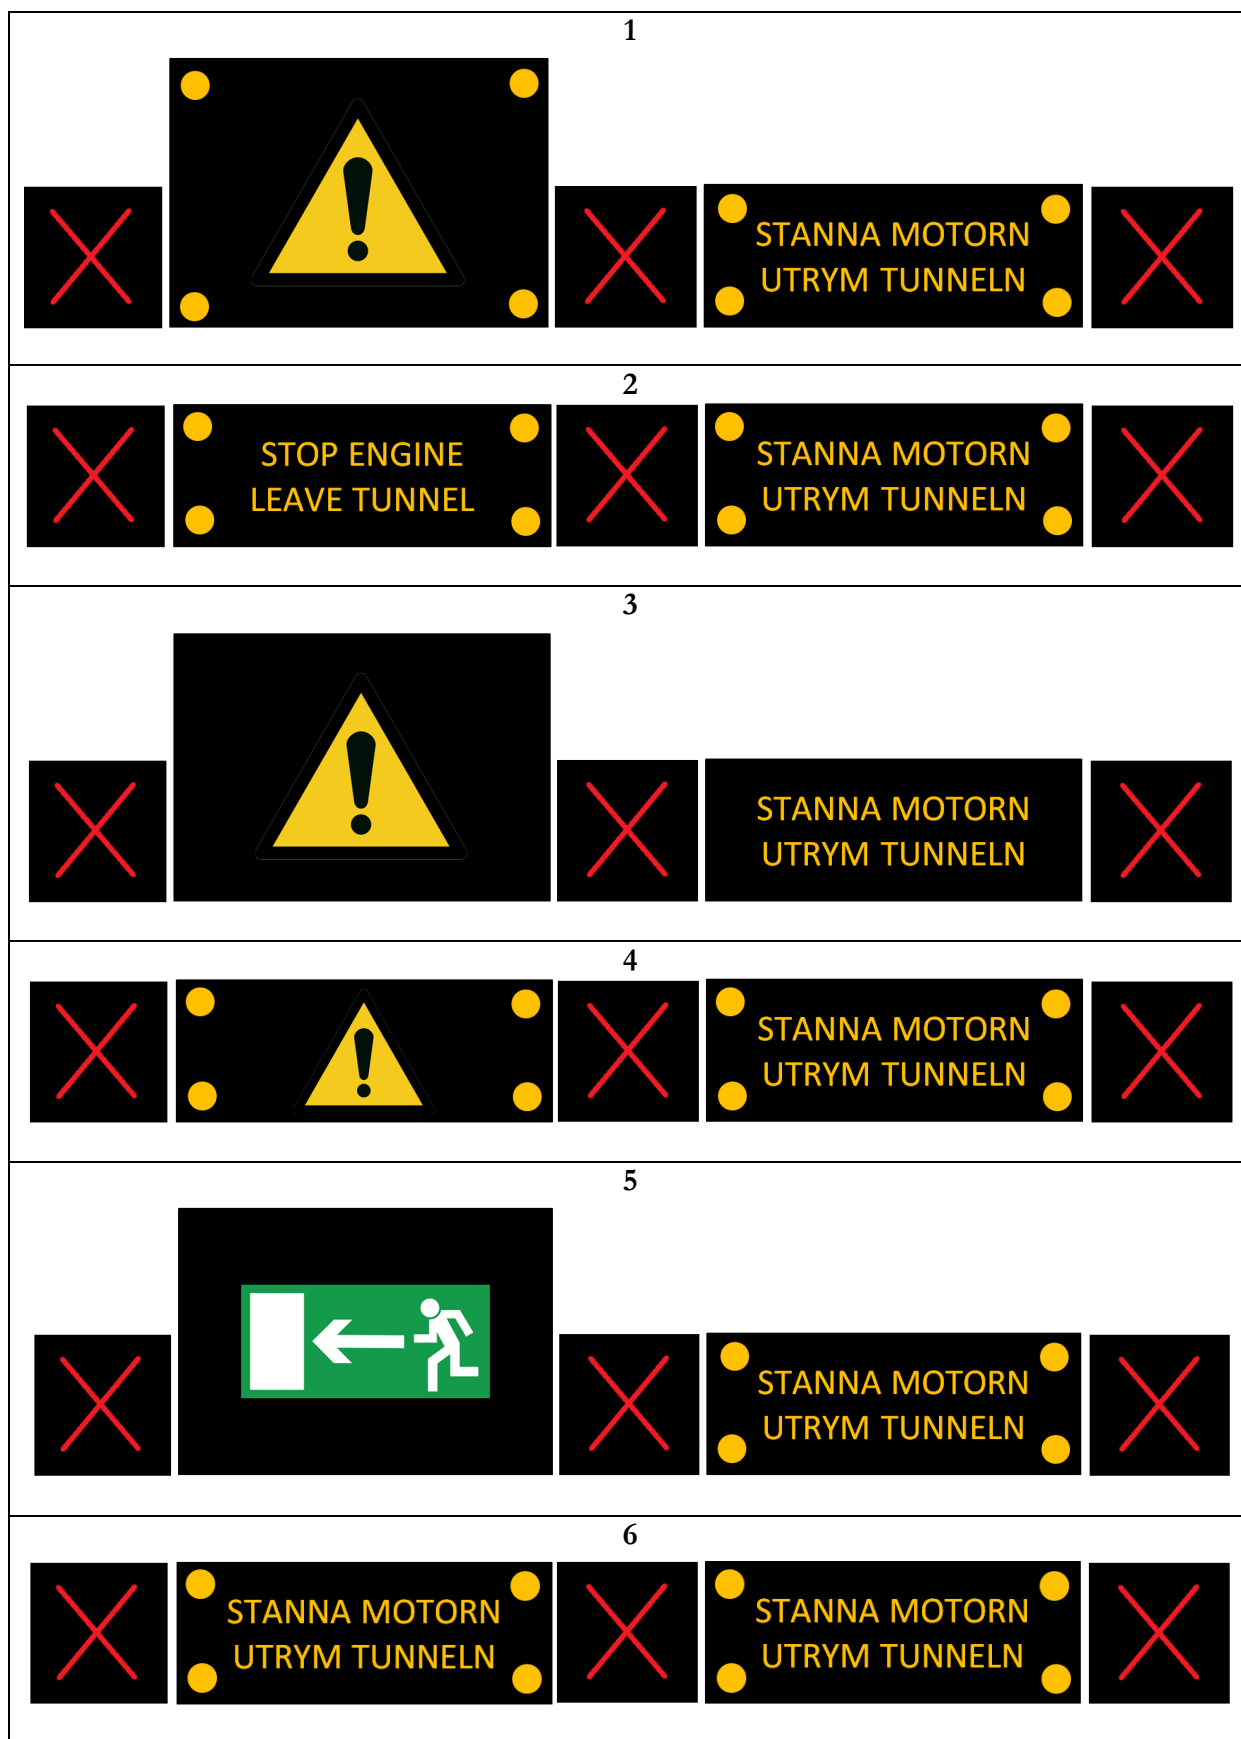 1
STANNA MOTORN
UTRYM TUNNELN
2
STOP ENGINE
LEAVE TUNNEL
STANNA MOTORN
UTRYM TUNNELN
3
STANNA MOTORN
UTRYM TUNNELN
4
STANNA MOTORN
UTRYM TUNNELN
5
STANNA MOTORN
UTRYM TUNNELN
6
STANNA MOTORN
UTRYM TUNNELN
STANNA MOTORN
UTRYM TUNNELN